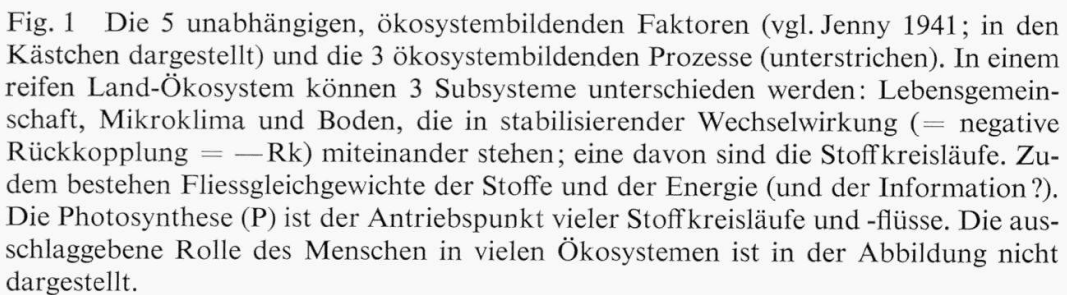 Fig. 1 Die 5 unabhängigen, ökosystembildenden Faktoren (vgl. Jenny 1941; in den
Kästchen dargestellt) und die 3 ökosystembildenden Prozesse (unterstrichen). In einem
reifen Land-Ökosystem können 3 Subsysteme unterschieden werden: Lebensgemein-
schaft, Mikroklima und Boden, die in stabilisierender Wechselwirkung (= negative
Rückkopplung = —Rk) miteinander stehen; eine davon sind die Stoffkreisläufe. Zu-
dem bestehen Fliessgleichgewichte der Stoffe und der Energie (und der Information?).
Die Photosynthese (P) ist der Antriebspunkt vieler Stoffkreisläufe und -flüsse. Die aus-
schlaggebene Rolle des Menschen in vielen Ökosystemen ist in der Abbildung nicht
dargestellt.